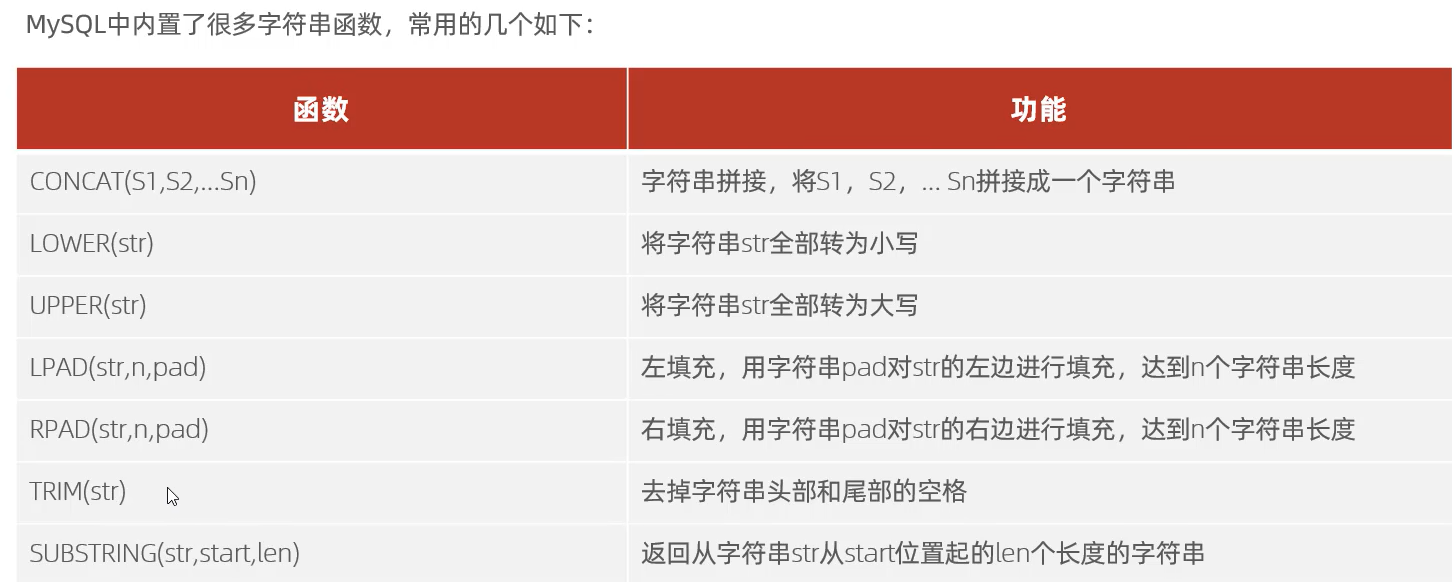 MySQL中内置了很多字符串函数，常用的几个如下：
函数 功能
CONCAT(S1,S2,...Sn) 字符串拼接，将S1，S2，... Sn拼接成一个字符串
LOWER(str) 将字符串str全部转为小写
UPPER(str) 将字符串str全部转为大写
LPAD(str,n,pad) 左填充，用字符串pad对str的左边进行填充，达到n个字符串长度
RPAD(str,n,pad) 右填充，用字符串pad对str的右边进行填充，达到n个字符串长度
TRIM(str) 去掉字符串头部和尾部的空格
SUBSTRING(str,start,len) 返回从字符串str从start位置起的len个长度的字符串